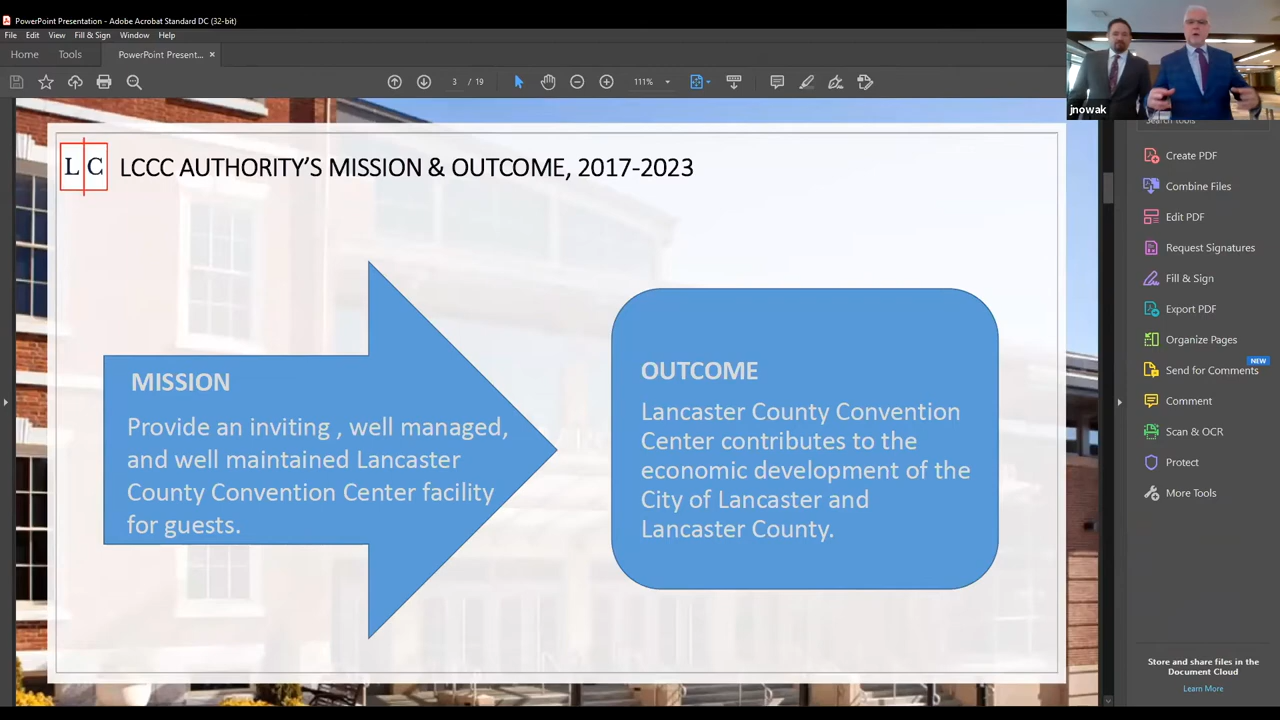 PowerPoint Presentation - Adobe Acrobat Standard DC (32-bit)
File Edit View Fill & Sign Window Help
Home Tools PowerPoint Present... ×
3 / 19 111%
jnowak
L C
LCCC AUTHORITY'S MISSION & OUTCOME, 2017-2023
MISSION
Provide an inviting , well managed,
and well maintained Lancaster
County Convention Center facility
for guests.
OUTCOME
Lancaster County Convention
Center contributes to the
economic development of the
City of Lancaster and
Lancaster County.
Search tools
Create PDF
Combine Files
Edit PDF
Request Signatures
Fill & Sign
Export PDF
Organize Pages
NEW
Send for Comments
Comment
Scan & OCR
Protect
More Tools
Store and share files in the
Document Cloud
Learn More